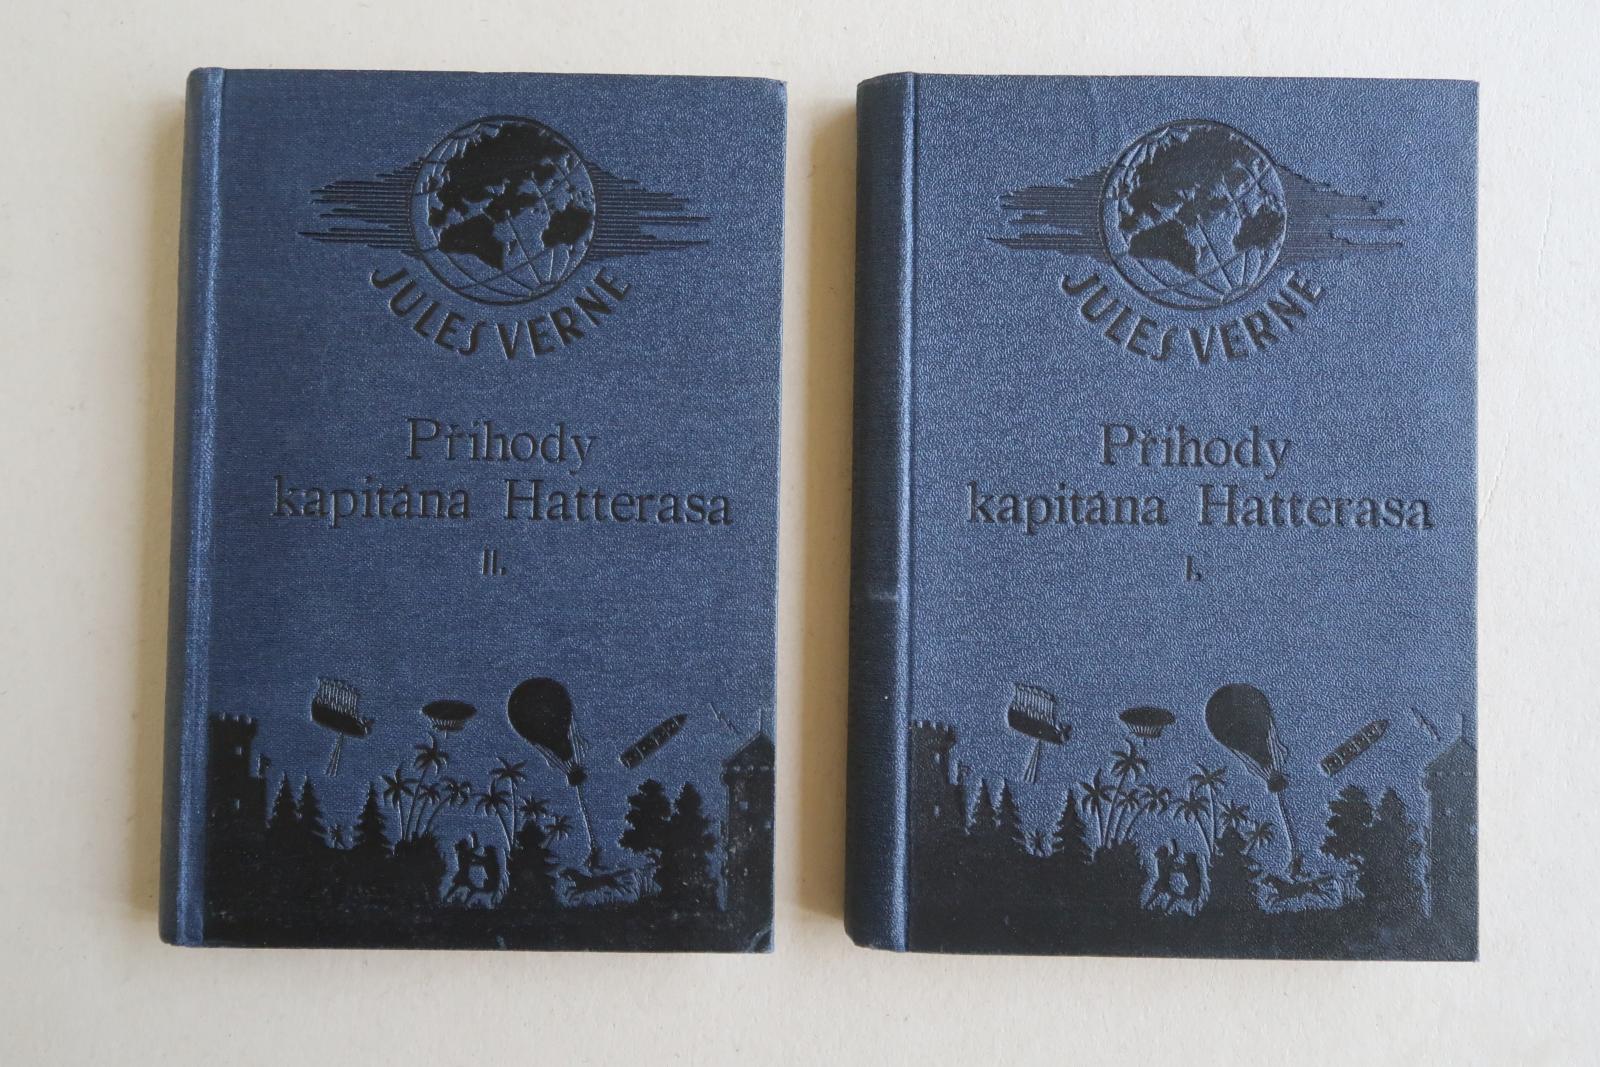 JULES VERNE
Příhody
kapitána Hatterasa
II.
JULES VERNE
Příhody
kapitána Hatterasa
I.